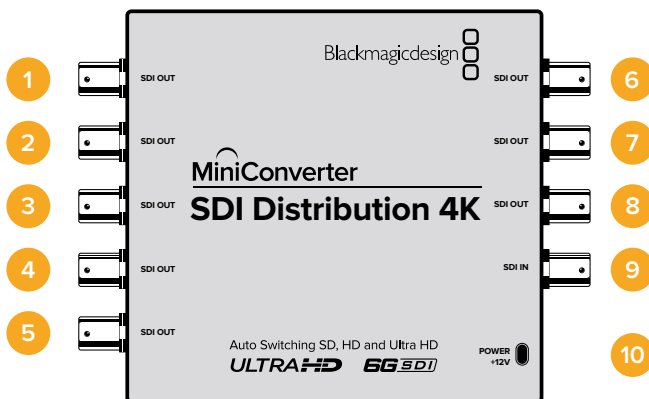 Blackmagicdesign
1 SDI OUT SDI OUT 6
2 SDI OUT SDI OUT 7
MiniConverter
3 SDI OUT SDI Distribution 4K SDI OUT 8
4 SDI OUT SDI IN 9
5 SDI OUT
Auto Switching SD, HD and Ultra HD
ULTRAHD 6G SDI
POWER
+12V
10